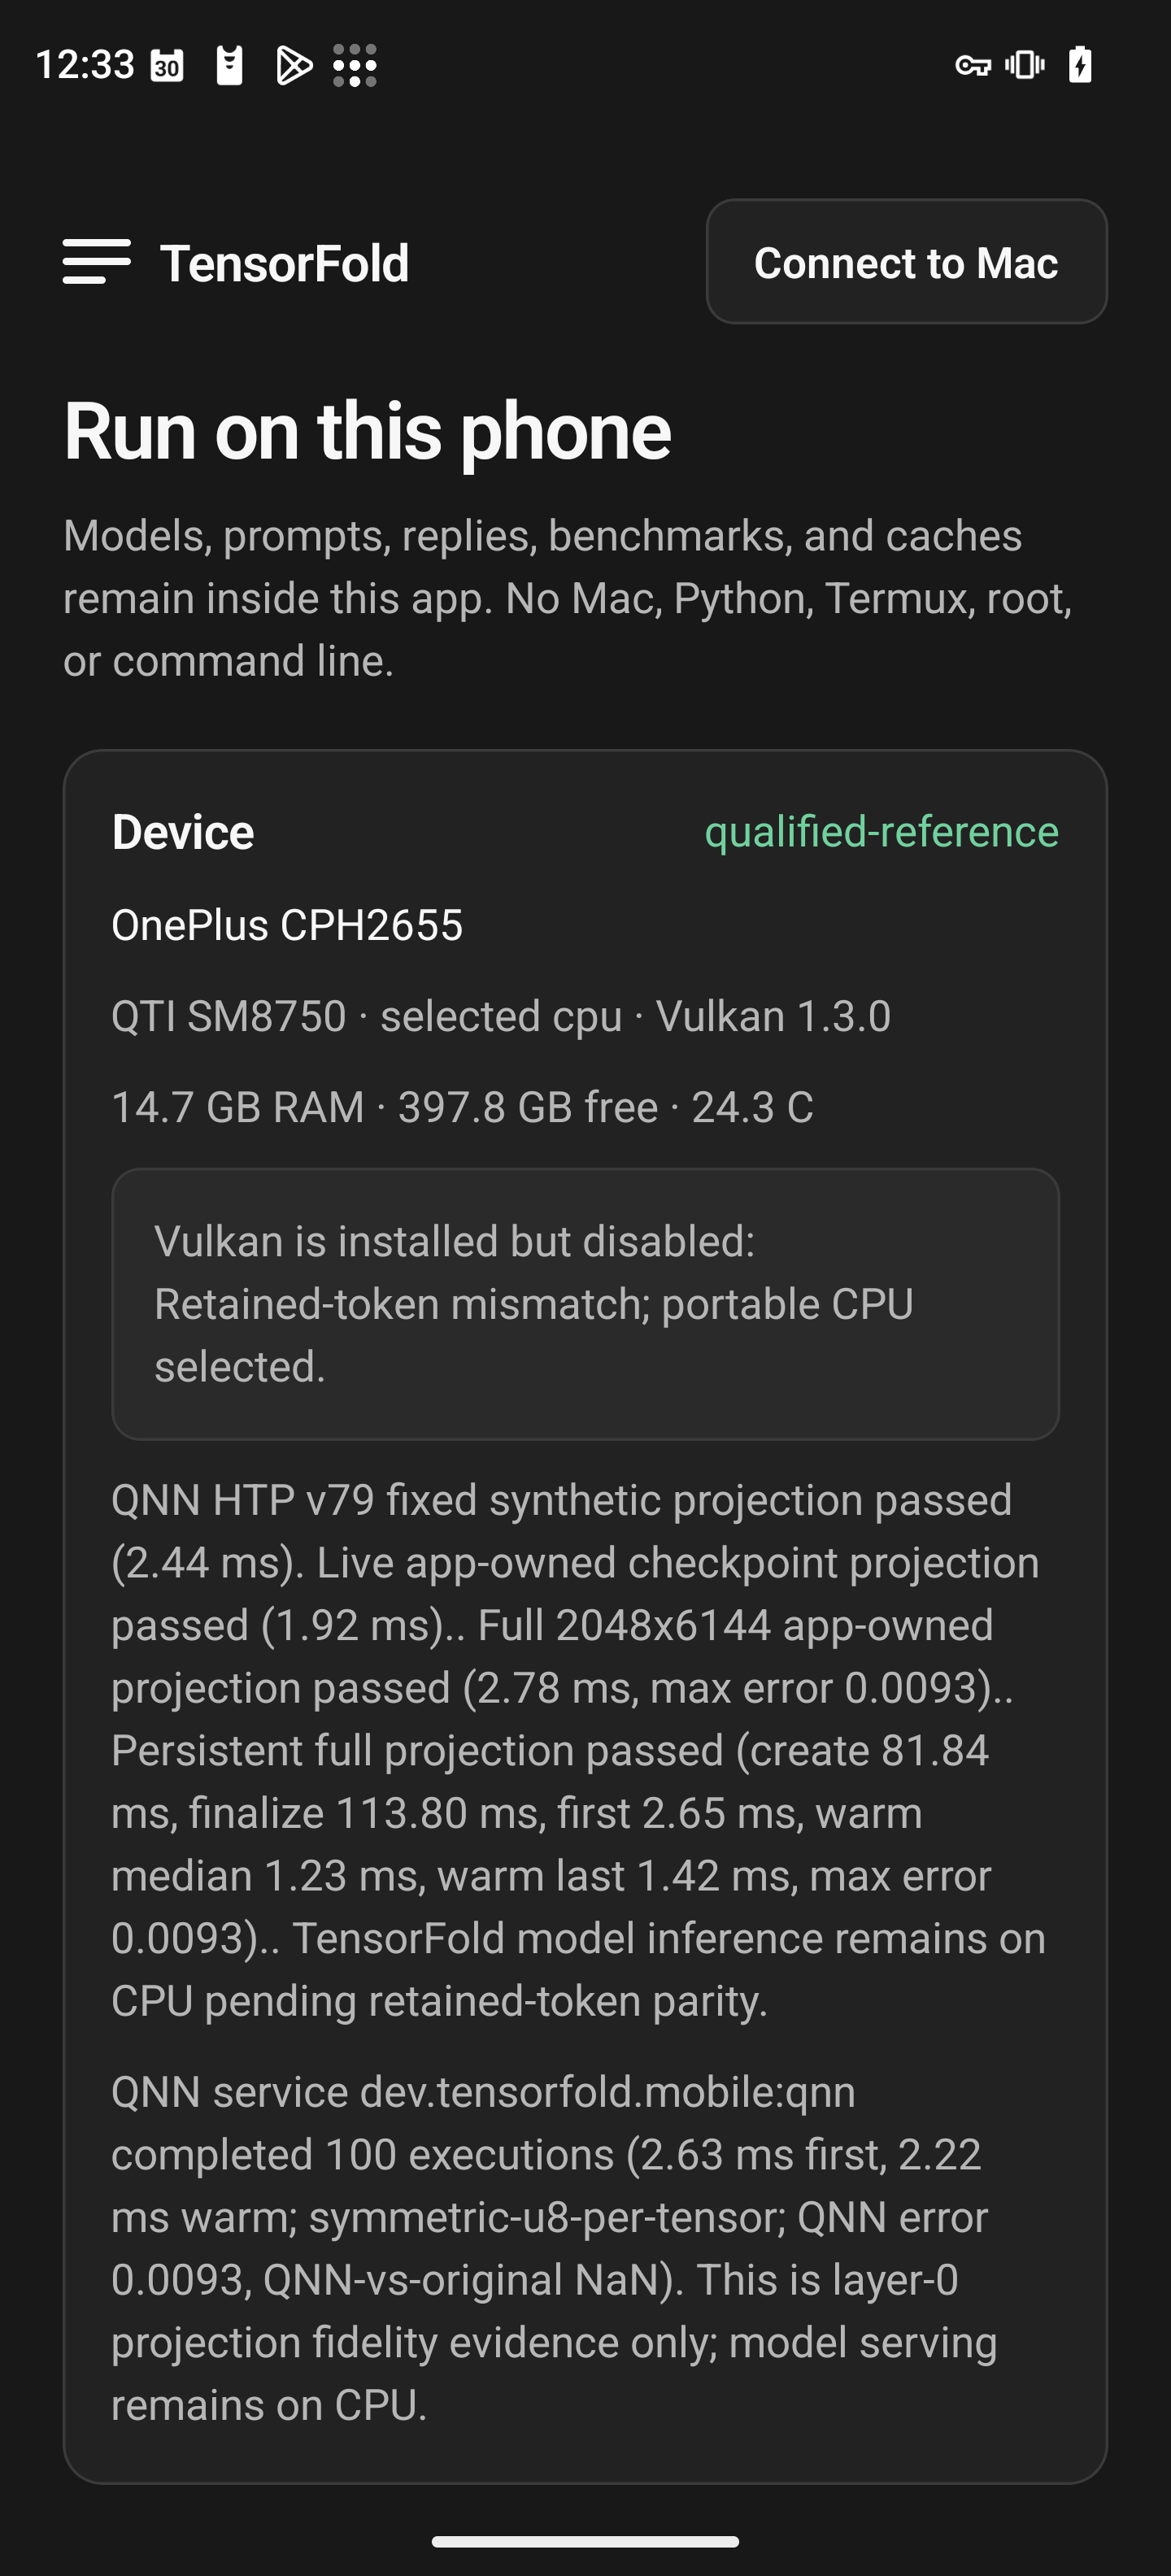 12:33
30
TensorFold
Connect to Mac
Run on this phone
Models, prompts, replies, benchmarks, and caches
remain inside this app. No Mac, Python, Termux, root,
or command line.
Device
qualified-reference
OnePlus CPH2655
QTI SM8750 · selected cpu · Vulkan 1.3.0
14.7 GB RAM · 397.8 GB free · 24.3 C
Vulkan is installed but disabled:
Retained-token mismatch; portable CPU
selected.
QNN HTP v79 fixed synthetic projection passed
(2.44 ms). Live app-owned checkpoint projection
passed (1.92 ms).. Full 2048x6144 app-owned
projection passed (2.78 ms, max error 0.0093)..
Persistent full projection passed (create 81.84
ms, finalize 113.80 ms, first 2.65 ms, warm
median 1.23 ms, warm last 1.42 ms, max error
0.0093).. TensorFold model inference remains on
CPU pending retained-token parity.
QNN service dev.tensorfold.mobile:qnn
completed 100 executions (2.63 ms first, 2.22
ms warm; symmetric-u8-per-tensor; QNN error
0.0093, QNN-vs-original NaN). This is layer-0
projection fidelity evidence only; model serving
remains on CPU.